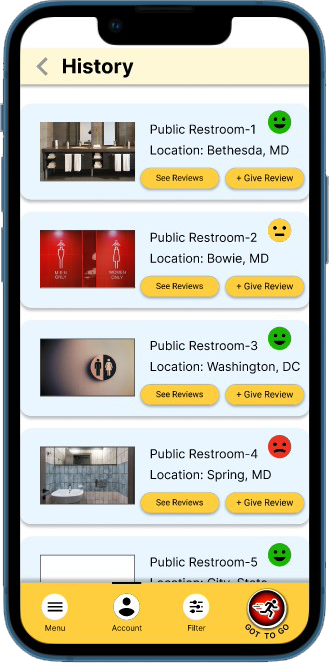 History
Public Restroom-1
Location: Bethesda, MD
See Reviews
+ Give Review
MEN
ONLY
WOMEN
ONLY
Public Restroom-2
Location: Bowie, MD
See Reviews
+ Give Review
Public Restroom-3
Location: Washington, DC
See Reviews
+ Give Review
Public Restroom-4
Location: Spring, MD
See Reviews
+ Give Review
Public Restroom-5
Location: City, State
Menu
Account
Filter
GOT TO GO